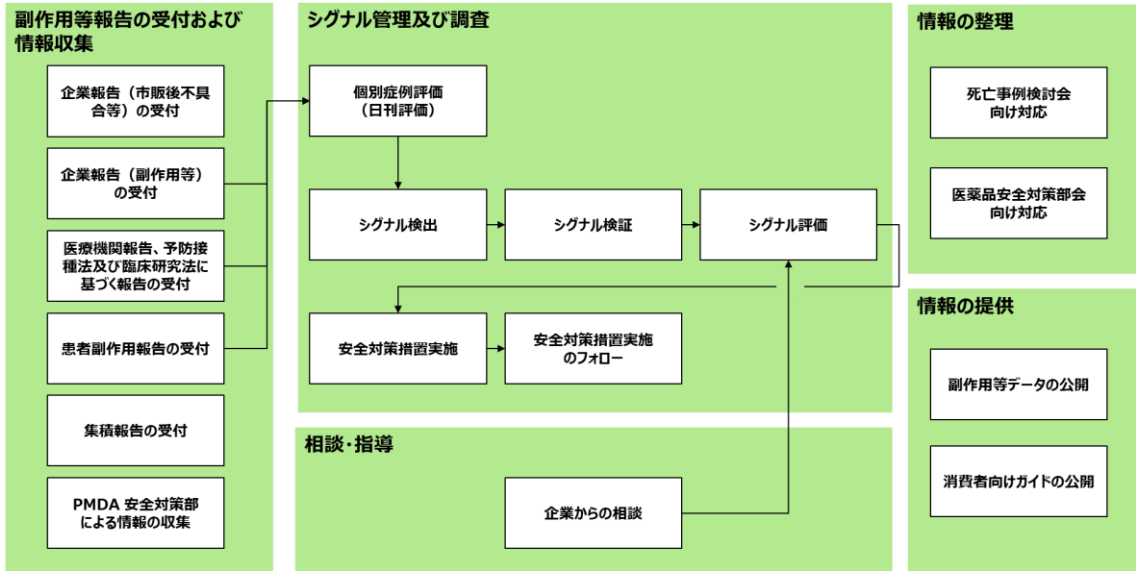 副作用等報告の受付および
情報収集
企業報告（市販後不具
合等）の受付
企業報告（副作用等）
の受付
医療機関報告、予防接
種法及び臨床研究法に
基づく報告の受付
患者副作用報告の受付
集積報告の受付
PMDA 安全対策部
による情報の収集
シグナル管理及び調査
個別症例評価
（日刊評価）
シグナル検出
シグナル検証
シグナル評価
安全対策措置実施
安全対策措置実施
のフォロー
相談・指導
企業からの相談
情報の整理
死亡事例検討会
向け対応
医薬品安全対策部会
向け対応
情報の提供
副作用等データの公開
消費者向けガイドの公開